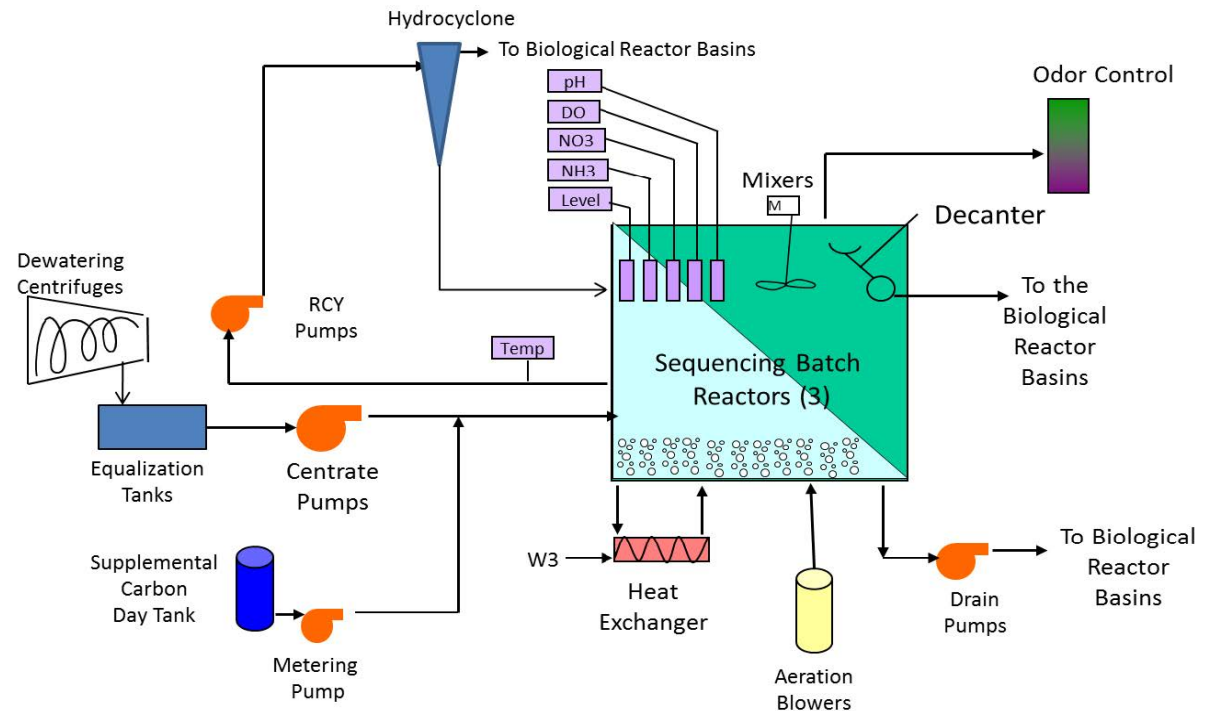 Hydrocyclone
To Biological Reactor Basins
pH
DO
NO3
NH3
Level
Odor Control
Mixers
M
Decanter
Dewatering
Centrifuges
RCY
Pumps
Temp
To the
Biological
Reactor
Basins
Sequencing Batch
Reactors (3)
Equalization
Tanks
Centrate
Pumps
Supplemental
Carbon
Day Tank
Metering
Pump
W3
Heat
Exchanger
Aeration
Blowers
Drain
Pumps
To Biological
Reactor
Basins